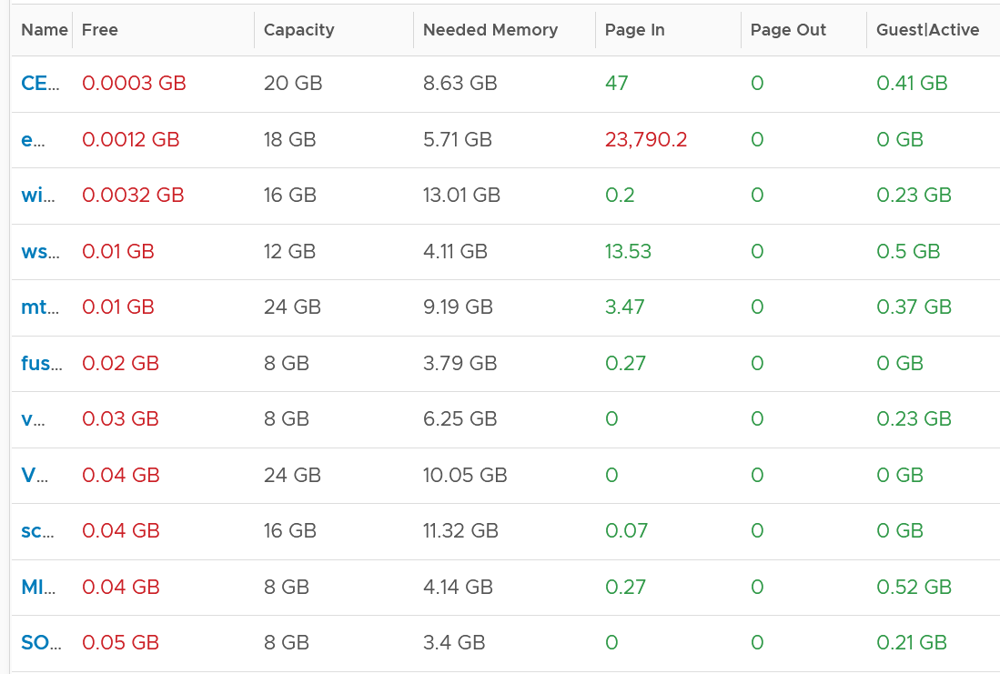 Name Free Capacity Needed Memory Page In Page Out Guest|Active
CE... 0.0003 GB 20 GB 8.63 GB 47 0 0.41 GB
e... 0.0012 GB 18 GB 5.71 GB 23,790.2 0 0 GB
wi... 0.0032 GB 16 GB 13.01 GB 0.2 0 0.23 GB
ws... 0.01 GB 12 GB 4.11 GB 13.53 0 0.5 GB
mt... 0.01 GB 24 GB 9.19 GB 3.47 0 0.37 GB
fus... 0.02 GB 8 GB 3.79 GB 0.27 0 0 GB
v... 0.03 GB 8 GB 6.25 GB 0 0 0.23 GB
V... 0.04 GB 24 GB 10.05 GB 0 0 0 GB
sc... 0.04 GB 16 GB 11.32 GB 0.07 0 0 GB
MI... 0.04 GB 8 GB 4.14 GB 0.27 0 0.52 GB
SO... 0.05 GB 8 GB 3.4 GB 0 0 0.21 GB